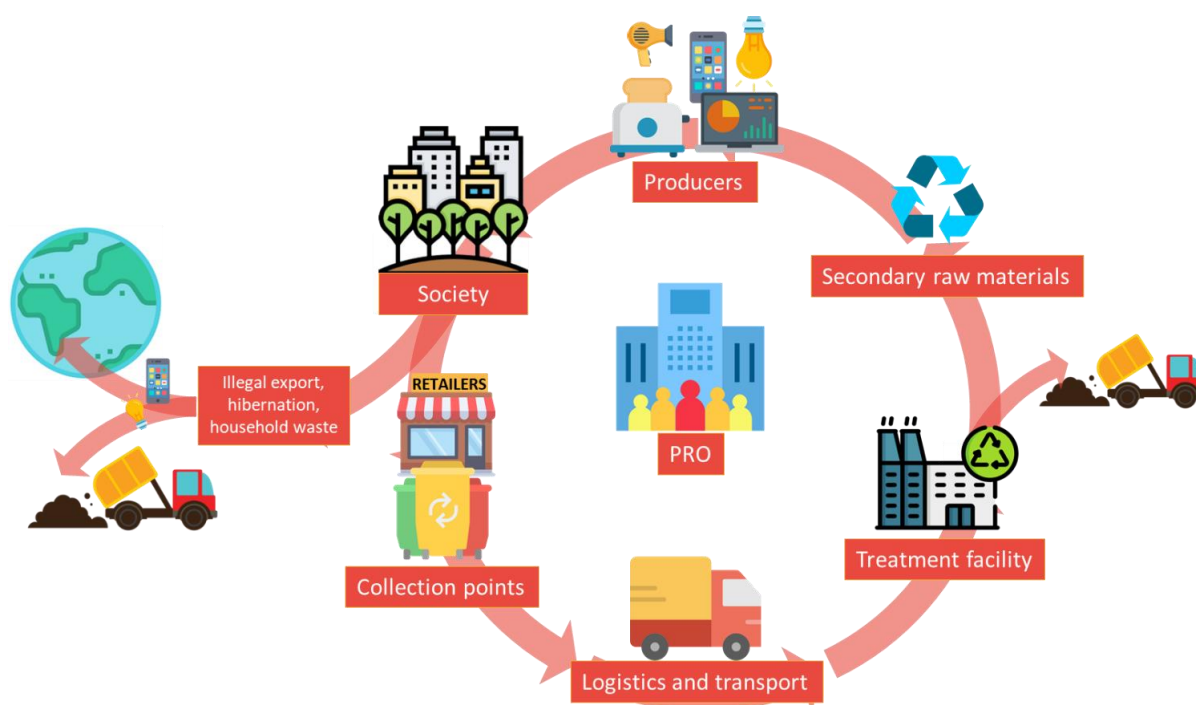 Producers
Secondary raw materials
Society
Illegal export,
hibernation,
household waste
RETAILERS
PRO
Collection points
Treatment facility
Logistics and transport